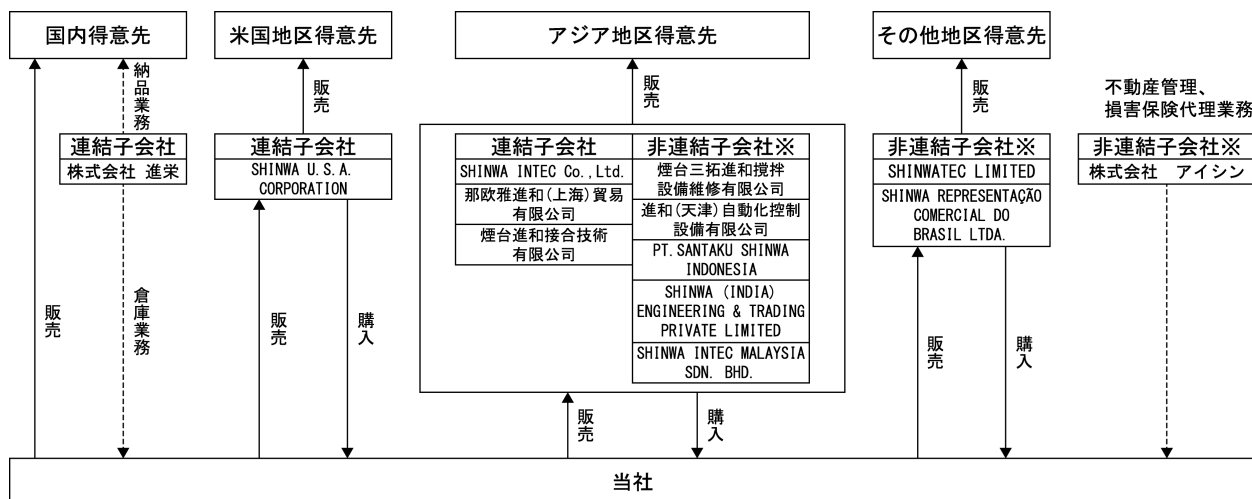 国内得意先
米国地区得意先
アジア地区得意先
その他地区得意先
納品業務
販売
販売
販売
不動産管理、
損害保険代理業務
連結子会社
株式会社 進栄
連結子会社
SHINWA U.S.A.
CORPORATION
連結子会社
SHINWA INTEC Co.,Ltd.
那欧雅進和(上海)貿易
有限公司
煙台進和接合技術
有限公司
非連結子会社※
煙台三拓進和撹拌
設備維修有限公司
進和(天津)自動化控制
設備有限公司
PT.SANTAKU SHINWA
INDONESIA
SHINWA (INDIA)
ENGINEERING & TRADING
PRIVATE LIMITED
SHINWA INTEC MALAYSIA
SDN. BHD.
非連結子会社※
SHINWATEC LIMITED
SHINWA REPRESENTAÇÃO
COMERCIAL DO
BRASIL LTDA.
非連結子会社※
株式会社 アイシン
販売
倉庫業務
販売
購入
販売
購入
販売
購入
当社